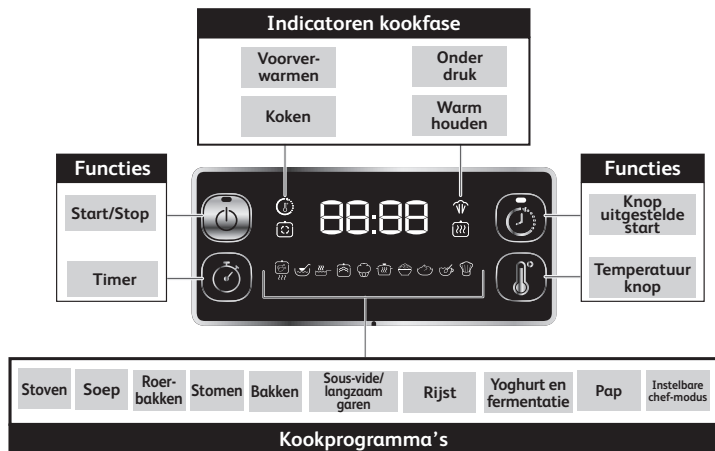 Indicatoren kookfase
Voorver-
warmen
Onder
druk
Koken
Warm
houden
Functies
Start/Stop
Timer
88:88
Functies
Knop
uitgestelde
start
Temperatuur
knop
Stoven
Soep
Roer-
bakken
Stomen
Bakken
Sous-vide/
langzaam
garen
Rijst
Yoghurt en
fermentatie
Pap
Instelbare
chef-modus
Kookprogramma's